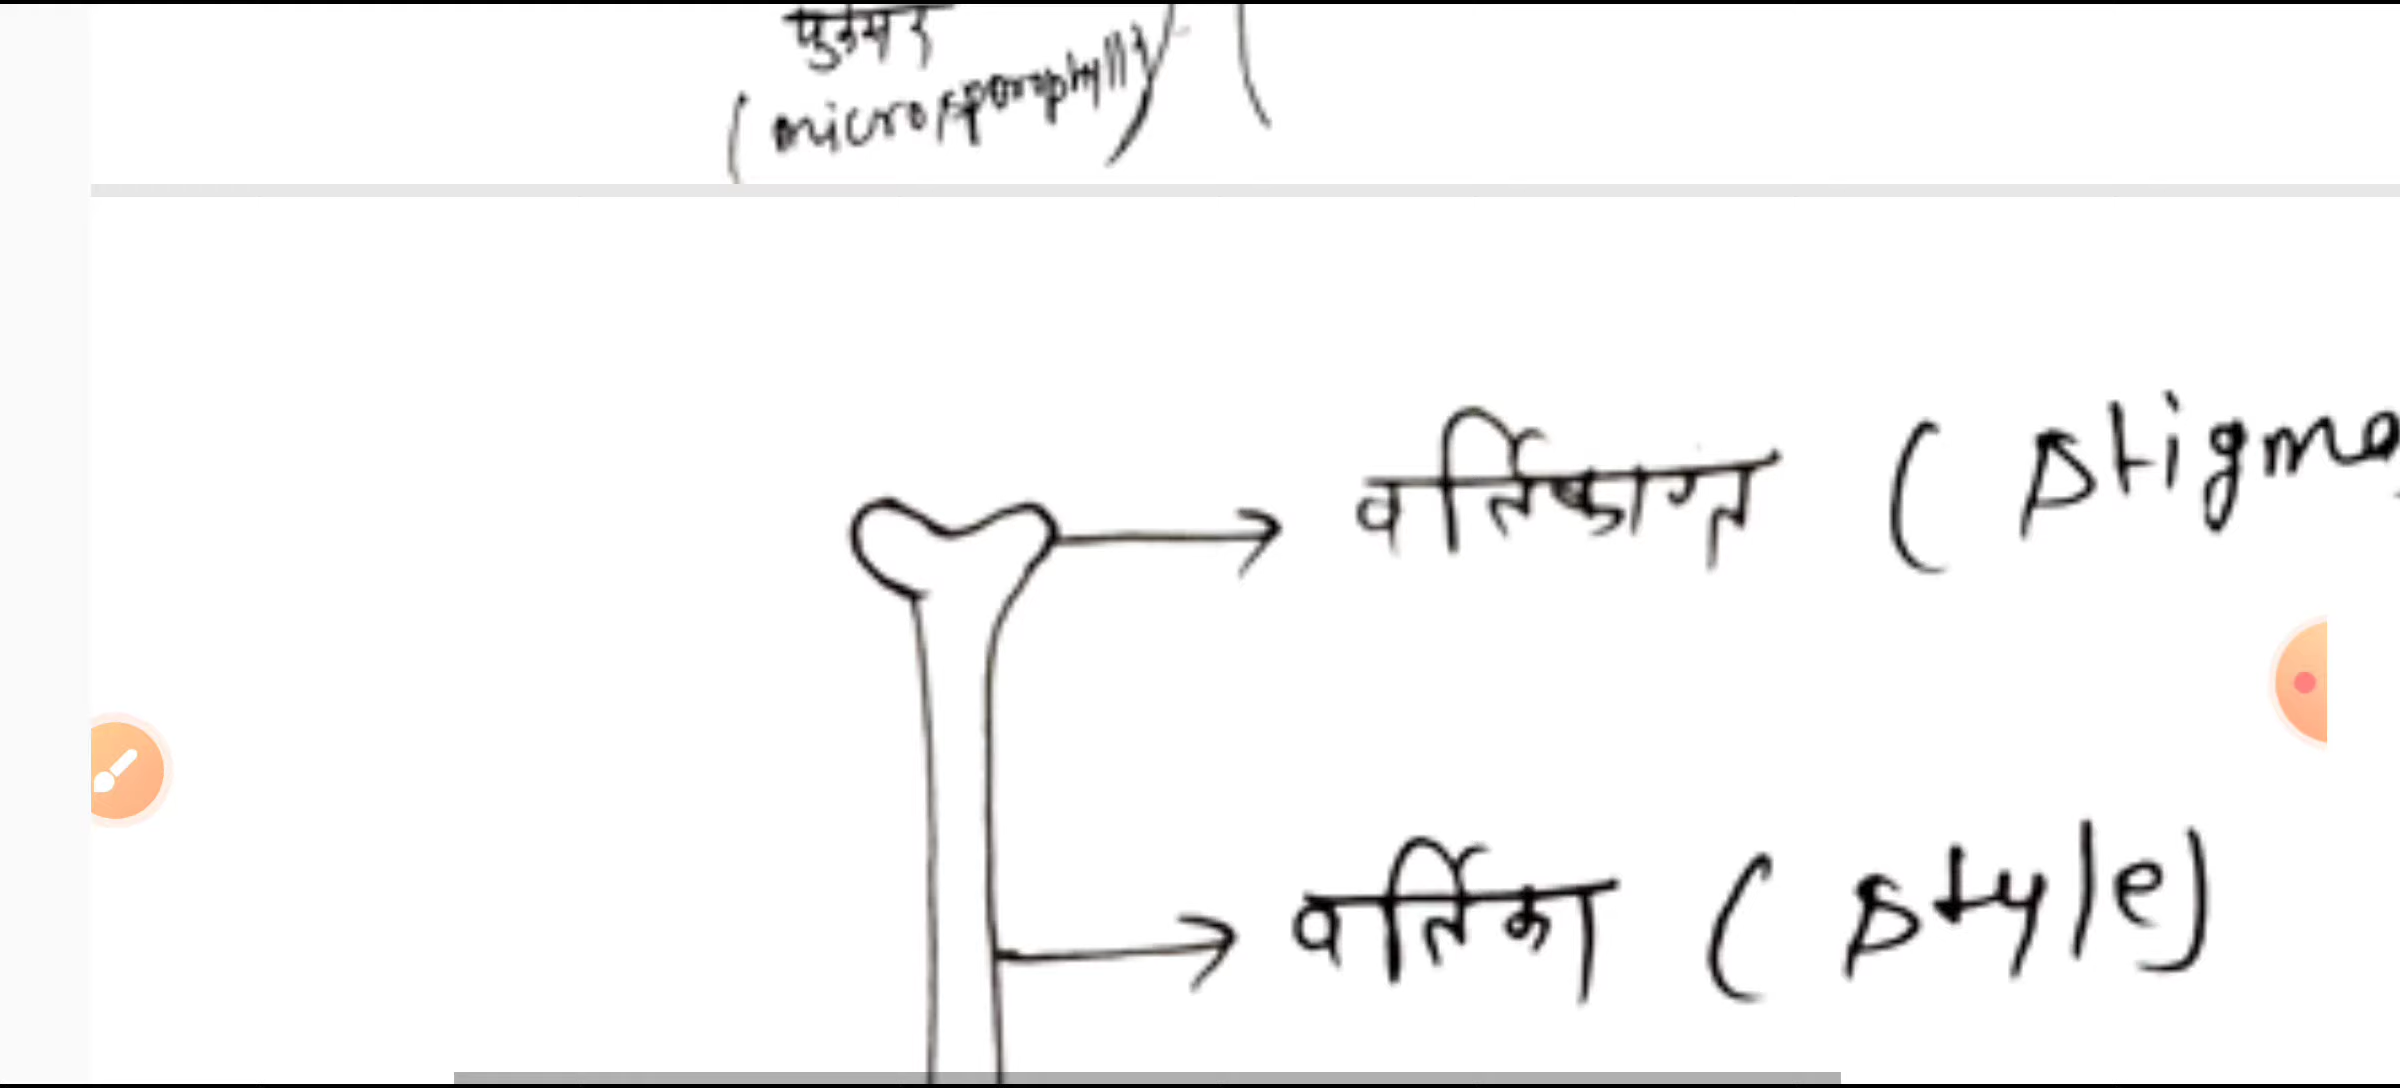 पुंकेसर
(microsporophyll)
वर्तिकाग्र (stigma
वर्तिका (style)